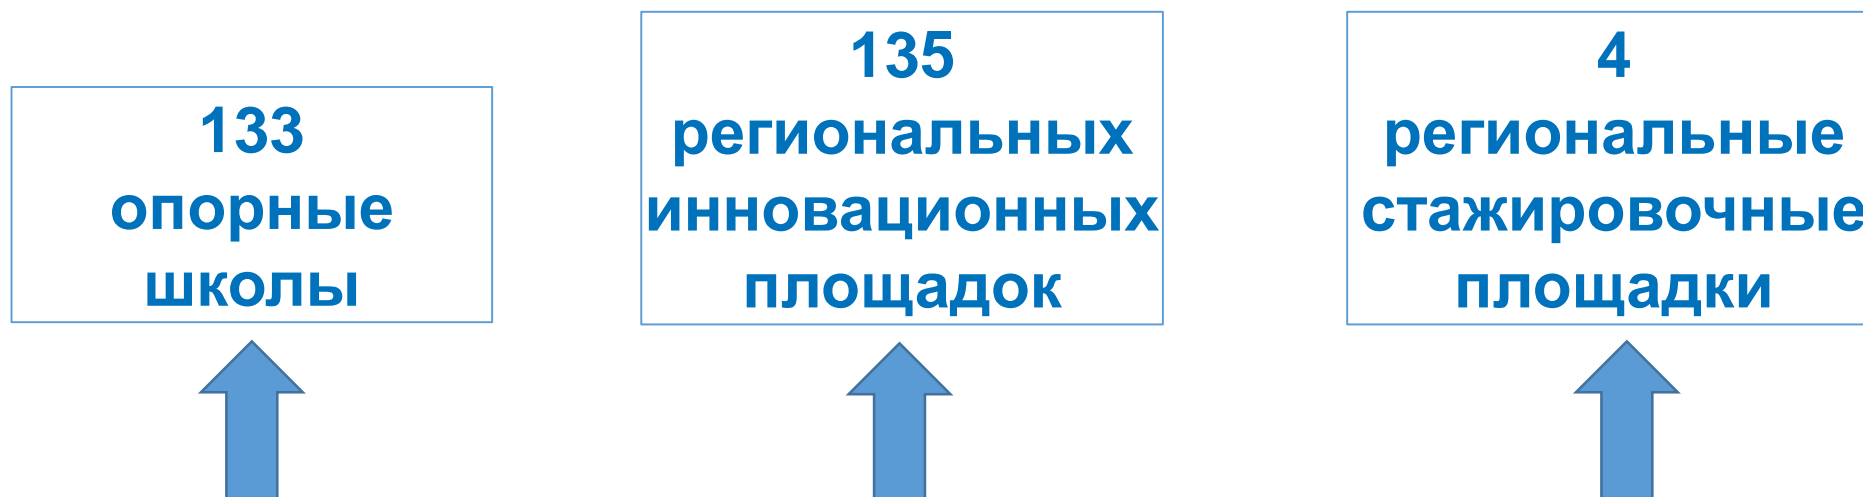 133
опорные
школы
135
региональных
инновационных
площадок
4
региональные
стажировочные
площадки